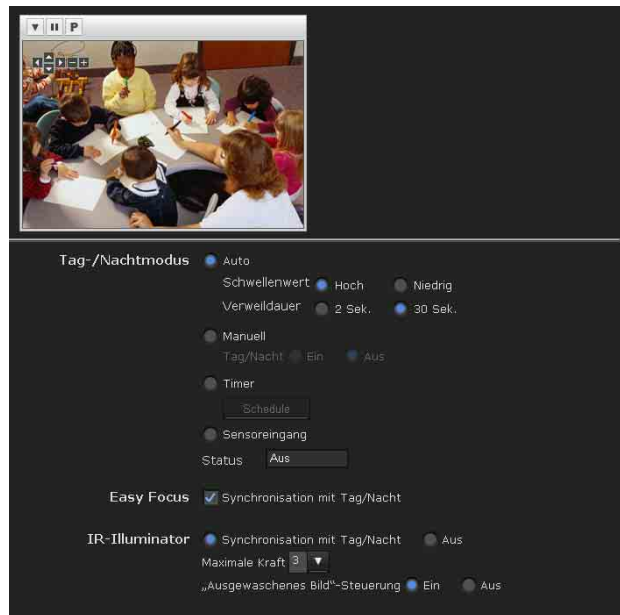 P
Tag-/Nachtmodus Auto
Schwellenwert Hoch Niedrig
Verweildauer 2 Sek. 30 Sek.
Manuell
Tag/Nacht Ein Aus
Timer
Schedule
Sensoreingang
Status Aus
Easy Focus Synchronisation mit Tag/Nacht
IR-Illuminator Synchronisation mit Tag/Nacht Aus
Maximale Kraft 3
„Ausgewaschenes Bild“-Steuerung Ein Aus